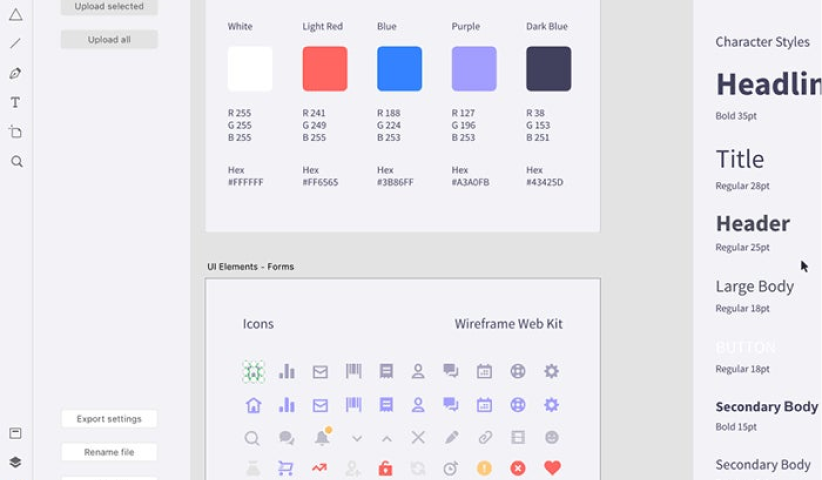 Upload selected
Upload all
White
Light Red
Blue
Purple
Dark Blue
R 255
G 255
B 255
R 241
G 249
B 255
R 188
G 224
B 253
R 127
G 196
B 253
R 38
G 153
B 251
Hex
#FFFFFF
Hex
#FF6565
Hex
#3B86FF
Hex
#A3A0FB
Hex
#43425D
UI Elements - Forms
Icons
Wireframe Web Kit
Export settings
Rename file
Character Styles
Headlin
Bold 35pt
Title
Regular 28pt
Header
Regular 25pt
Large Body
Regular 18pt
BUTTON
Regular 18pt
Secondary Body
Bold 15pt
Secondary Body